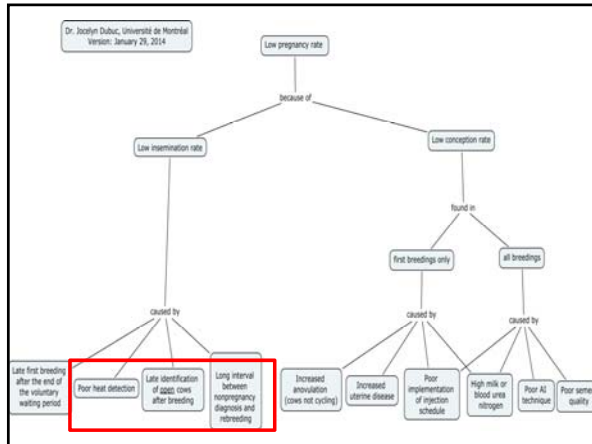 Dr. Jocelyn Dubuc, Université de Montréal
Version: January 29, 2014
Low pregnancy rate
because of
Low insemination rate
Low conception rate
found in
first breedings only
all breedings
caused by
caused by
caused by
Late first breeding
after the end of
the voluntary
waiting period
Poor heat detection
Late identification
of open cows
after breeding
Long interval
between
nonpregnancy
diagnosis and
rebreeding
Increased
anovulation
(cows not cycling)
Increased
uterine disease
Poor
implementation
of injection
schedule
High milk or
blood urea
nitrogen
Poor AI
technique
Poor semen
quality